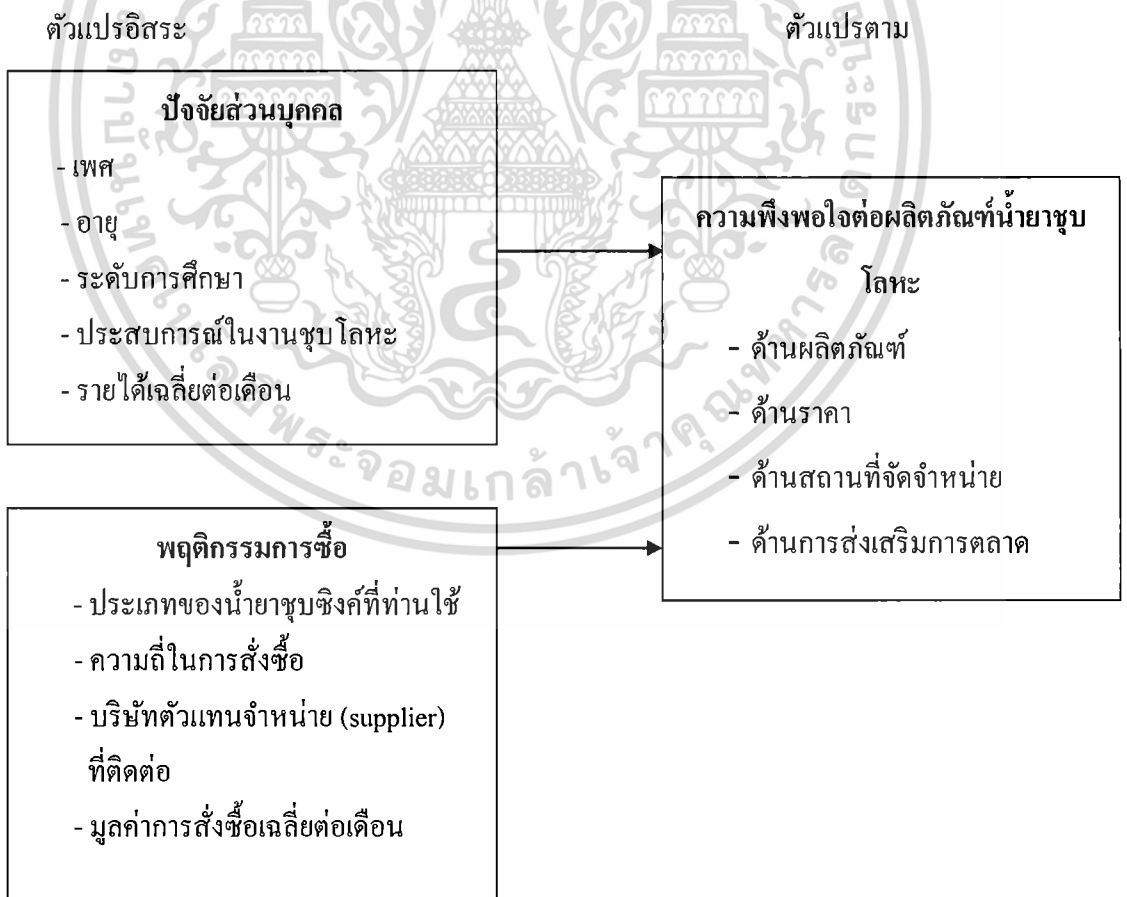 ตัวแปรอิสระ
ตัวแปรตาม
ปัจจัยส่วนบุคคล
- เพศ
- อายุ
- ระดับการศึกษา
- ประสบการณ์ในงานชุบโลหะ
- รายได้เฉลี่ยต่อเดือน
ความพึงพอใจต่อผลิตภัณฑ์น้ำยาชุบ
โลหะ
- ด้านผลิตภัณฑ์
- ด้านราคา
- ด้านสถานที่จัดจำหน่าย
- ด้านการส่งเสริมการตลาด
พฤติกรรมการซื้อ
- ประเภทของน้ำยาชุบซิงค์ที่ท่านใช้
- ความถี่ในการสั่งซื้อ
- บริษัทตัวแทนจำหน่าย (supplier)
ที่ติดต่อ
- มูลค่าการสั่งซื้อเฉลี่ยต่อเดือน